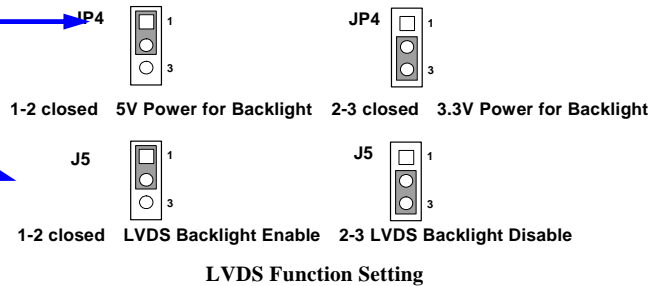 JP4 1 JP4 1
3 3
1-2 closed 5V Power for Backlight 2-3 closed 3.3V Power for Backlight
J5 1 J5 1
3 3
1-2 closed LVDS Backlight Enable 2-3 LVDS Backlight Disable
LVDS Function Setting